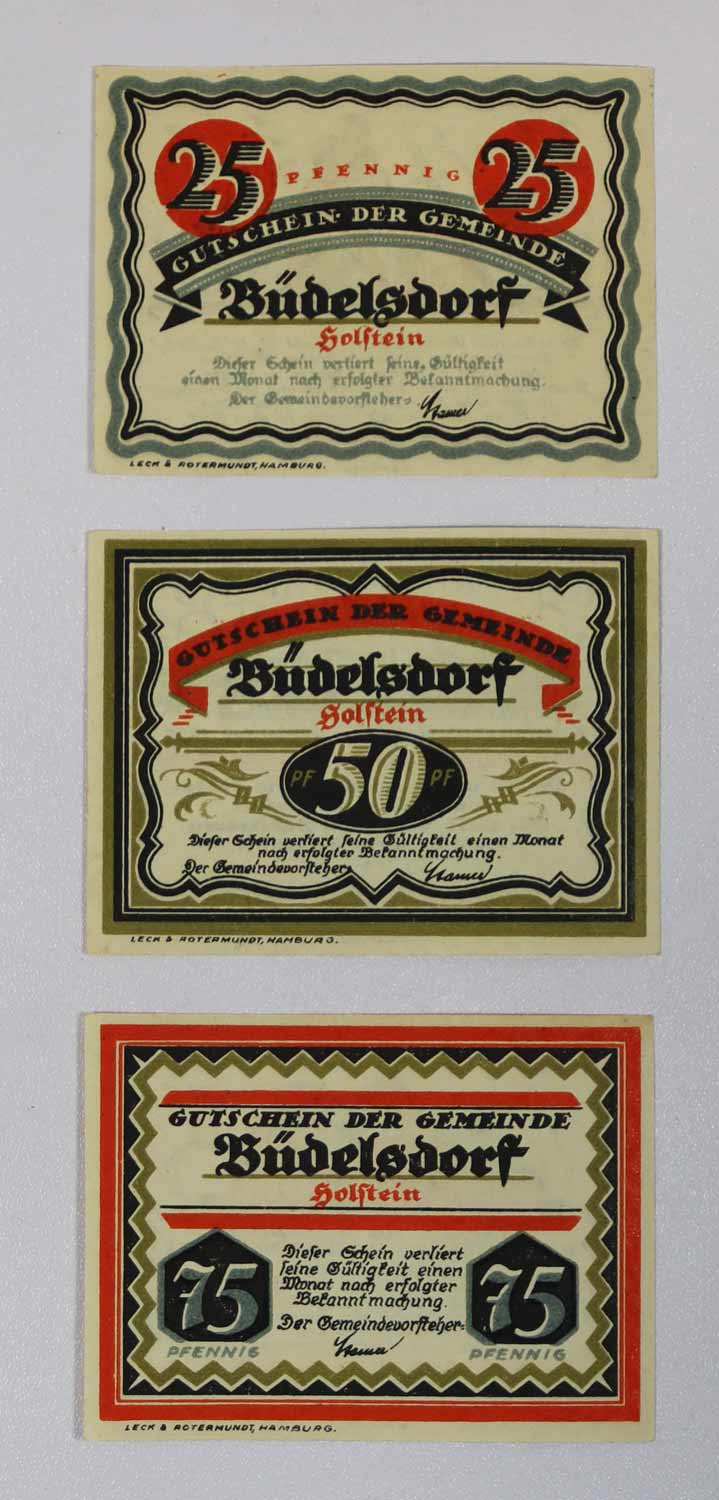 25 PFENNIG 25
GUTSCHEIN · DER GEMEINDE
Büdelsdorf
Holſtein
Dieſer Schein verliert ſeine Gültigkeit
einen Monat nach erfolgter Bekanntmachung.
Der Gemeindevorſteher:
LECK & ROTERMUNDT, HAMBURG.
GUTSCHEIN DER GEMEINDE
Büdelsdorf
Holſtein
PF 50 PF
Dieſer Schein verliert ſeine Gültigkeit einen Monat
nach erfolgter Bekanntmachung.
Der Gemeindevorſteher:
LECK & ROTERMUNDT, HAMBURG.
GUTSCHEIN DER GEMEINDE
Büdelsdorf
Holſtein
75 PFENNIG
Dieſer Schein verliert
ſeine Gültigkeit einen
Monat nach erfolgter
Bekanntmachung.
Der Gemeindevorſteher:
75 PFENNIG
LECK & ROTERMUNDT, HAMBURG.